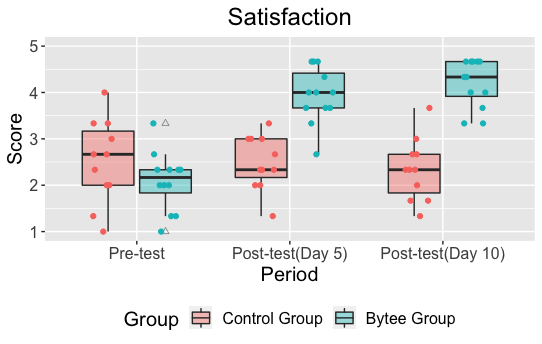 Satisfaction
Score
5
4
3
2
1
Pre-test Post-test(Day 5) Post-test(Day 10)
Period
Group Control Group Bytee Group